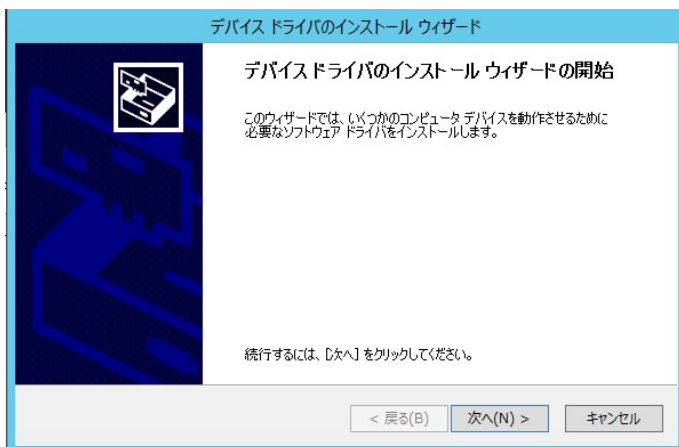 デバイス ドライバのインストール ウィザード
デバイス ドライバのインストール ウィザードの開始
このウィザードでは、いくつかのコンピュータ デバイスを動作させるために
必要なソフトウェア ドライバをインストールします。
続行するには、[次へ] をクリックしてください。
< 戻る(B) 次へ(N) > キャンセル